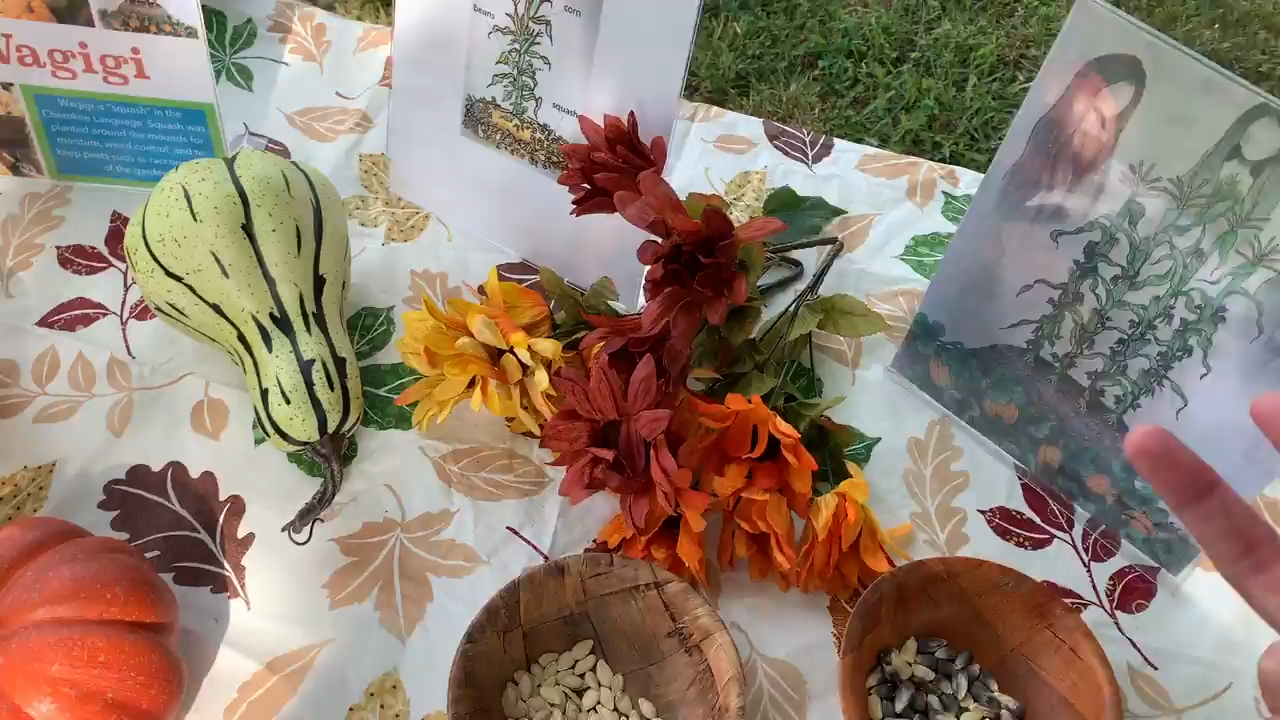 Wagigi
Wagigi is "squash" in the
Cherokee Language. Squash was
planted around the mounds for
moisture, weed control, and to
keep pests such as
of the garden
beans
corn
squash